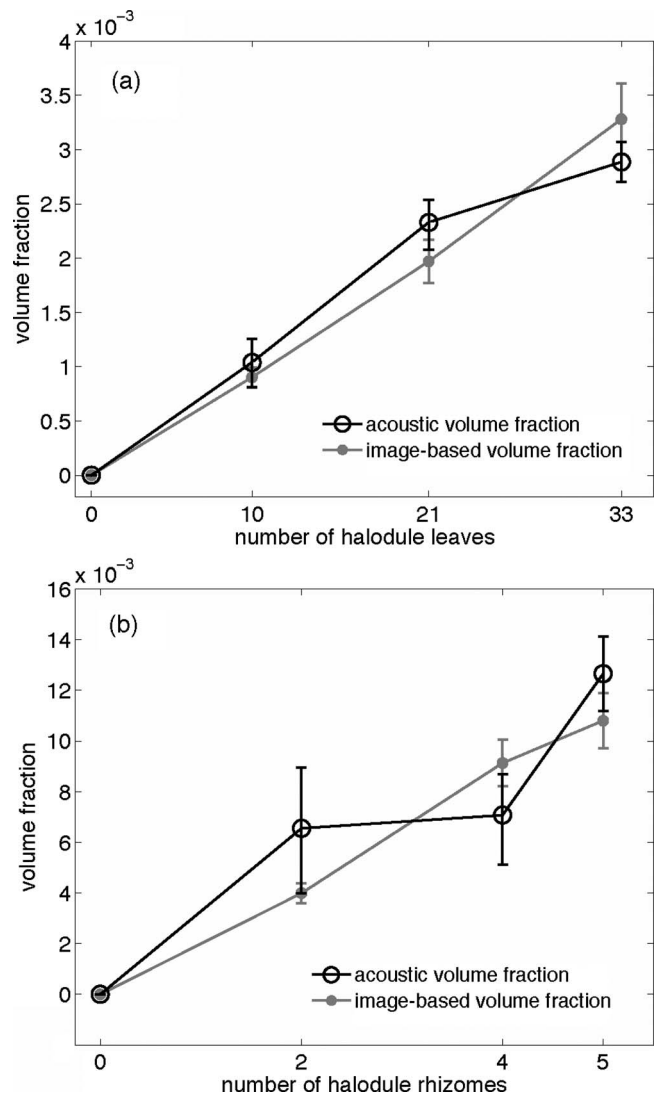 x 10⁻³
4
(a)
3.5
3
2.5
2
1.5
1
0.5
0
volume fraction
acoustic volume fraction
image-based volume fraction
0 10 21 33
number of halodule leaves
x 10⁻³
16
(b)
14
12
10
8
6
4
2
0
volume fraction
acoustic volume fraction
image-based volume fraction
0 2 4 5
number of halodule rhizomes